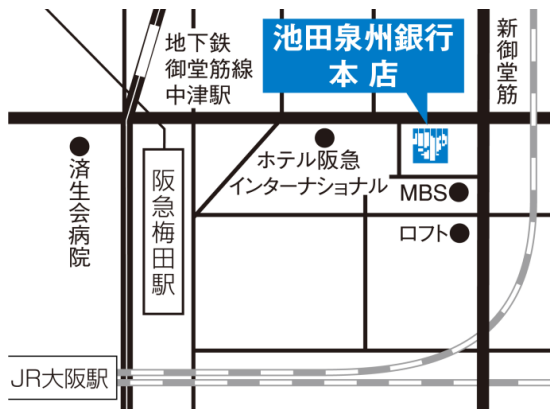 池田泉州銀行
本店
地下鉄
御堂筋線
中津駅
新御堂筋
済生会病院
阪急梅田駅
ホテル阪急
インターナショナル
MBS
ロフト
JR大阪駅